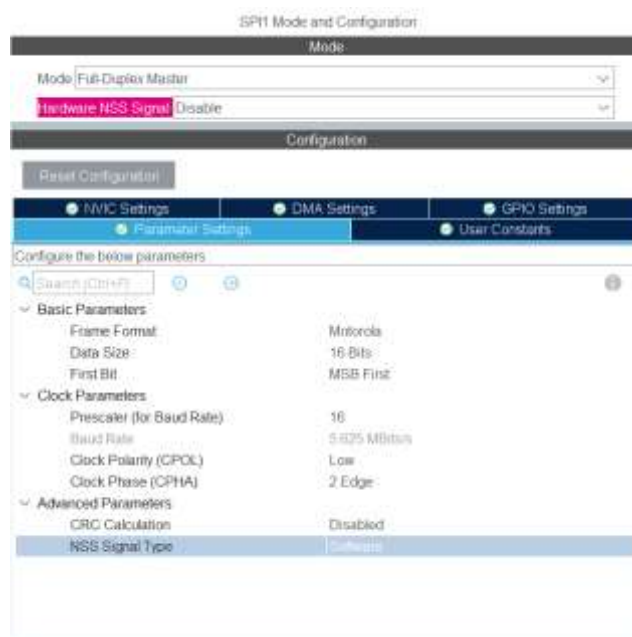 SPI1 Mode and Configuration
Mode
Mode Full-Duplex Master
Hardware NSS Signal Disable
Configuration
Reset Configuration
NVIC Settings DMA Settings GPIO Settings
Parameter Settings User Constants
Configure the below parameters
Search (Ctrl+F)
Basic Parameters
Frame Format Motorola
Data Size 16 Bits
First Bit MSB First
Clock Parameters
Prescaler (for Baud Rate) 16
Baud Rate 5.625 MBits/s
Clock Polarity (CPOL) Low
Clock Phase (CPHA) 2 Edge
Advanced Parameters
CRC Calculation Disabled
NSS Signal Type Software